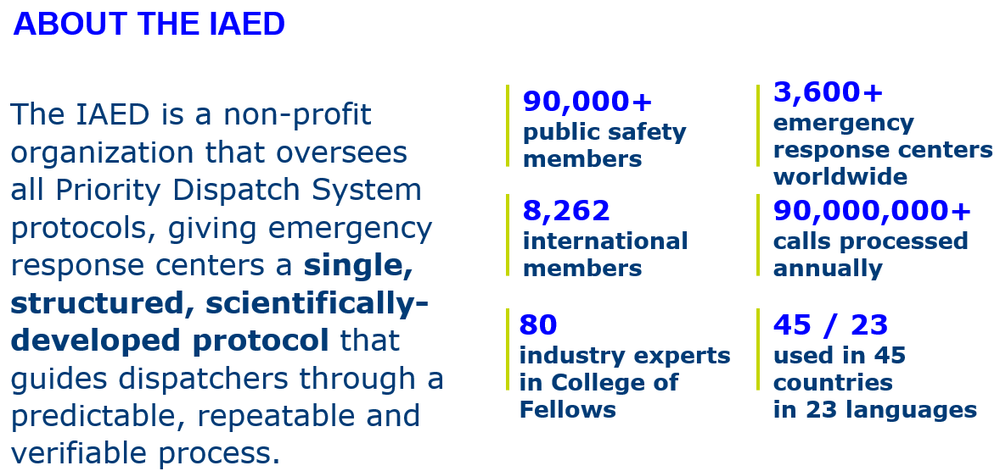 ABOUT THE IAED
The IAED is a non-profit
organization that oversees
all Priority Dispatch System
protocols, giving emergency
response centers a single,
structured, scientifically-
developed protocol that
guides dispatchers through a
predictable, repeatable and
verifiable process.
90,000+
public safety
members
3,600+
emergency
response centers
worldwide
8,262
international
members
90,000,000+
calls processed
annually
80
industry experts
in College of
Fellows
45 / 23
used in 45
countries
in 23 languages